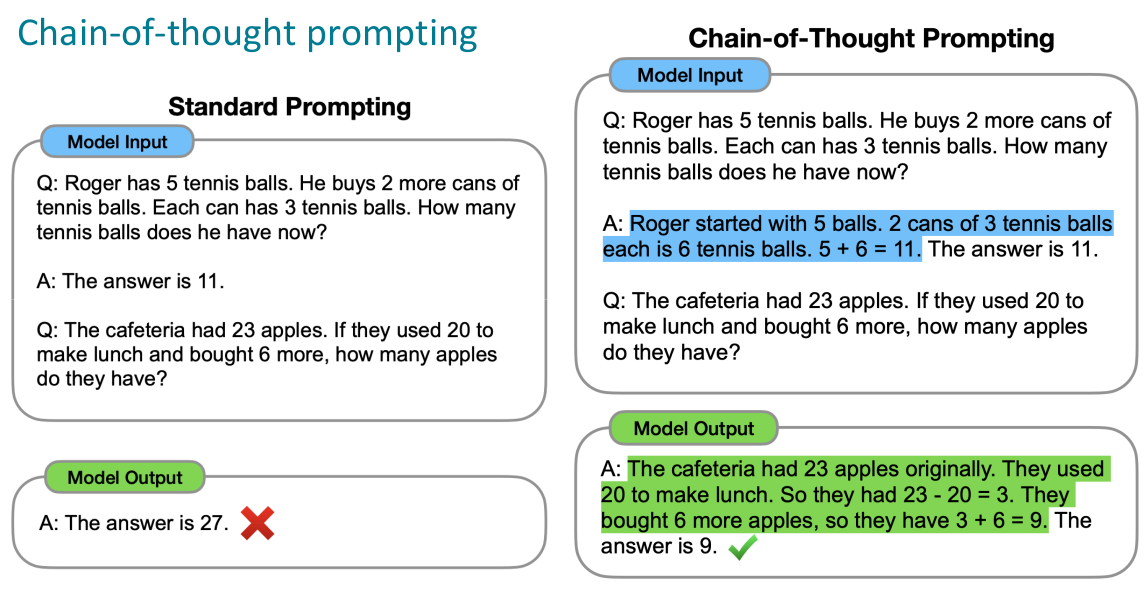 Chain-of-thought prompting
Standard Prompting
Model Input
Q: Roger has 5 tennis balls. He buys 2 more cans of
tennis balls. Each can has 3 tennis balls. How many
tennis balls does he have now?
A: The answer is 11.
Q: The cafeteria had 23 apples. If they used 20 to
make lunch and bought 6 more, how many apples
do they have?
Model Output
A: The answer is 27.
Chain-of-Thought Prompting
Model Input
Q: Roger has 5 tennis balls. He buys 2 more cans of
tennis balls. Each can has 3 tennis balls. How many
tennis balls does he have now?
A: Roger started with 5 balls. 2 cans of 3 tennis balls
each is 6 tennis balls. 5 + 6 = 11. The answer is 11.
Q: The cafeteria had 23 apples. If they used 20 to
make lunch and bought 6 more, how many apples
do they have?
Model Output
A: The cafeteria had 23 apples originally. They used
20 to make lunch. So they had 23 - 20 = 3. They
bought 6 more apples, so they have 3 + 6 = 9. The
answer is 9.